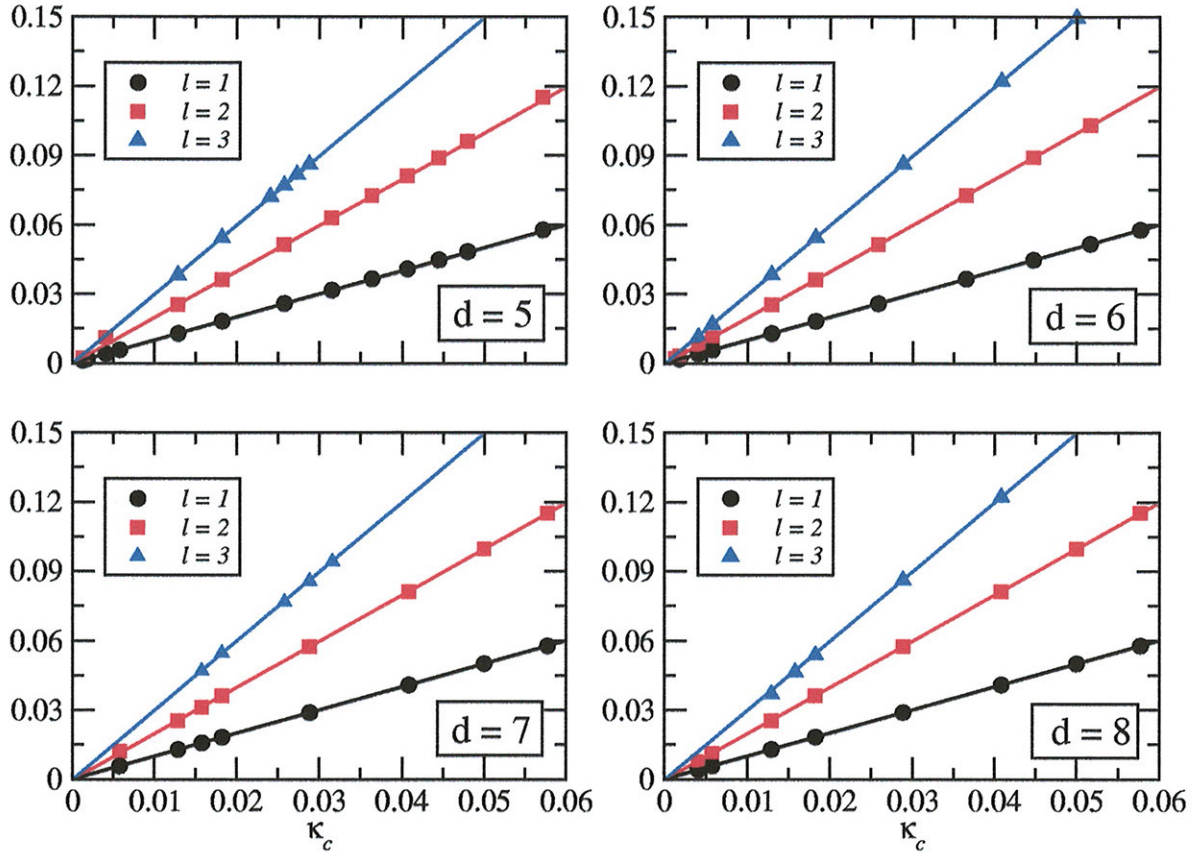 0.15
0.12
0.09
0.06
0.03
0
l = 1
l = 2
l = 3
d = 5
0.15
0.12
0.09
0.06
0.03
0
l = 1
l = 2
l = 3
d = 6
0.15
0.12
0.09
0.06
0.03
0
l = 1
l = 2
l = 3
d = 7
0 0.01 0.02 0.03 0.04 0.05 0.06
κc
0.15
0.12
0.09
0.06
0.03
0
l = 1
l = 2
l = 3
d = 8
0 0.01 0.02 0.03 0.04 0.05 0.06
κc